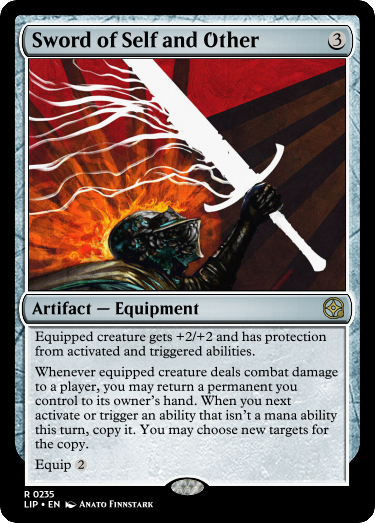 Sword of Self and Other 3
Artifact — Equipment
Equipped creature gets +2/+2 and has protection
from activated and triggered abilities.
Whenever equipped creature deals combat damage
to a player, you may return a permanent you
control to its owner's hand. When you next
activate or trigger an ability that isn't a mana ability
this turn, copy it. You may choose new targets for
the copy.
Equip 2
R 0235
LIP • EN Anato Finnstark